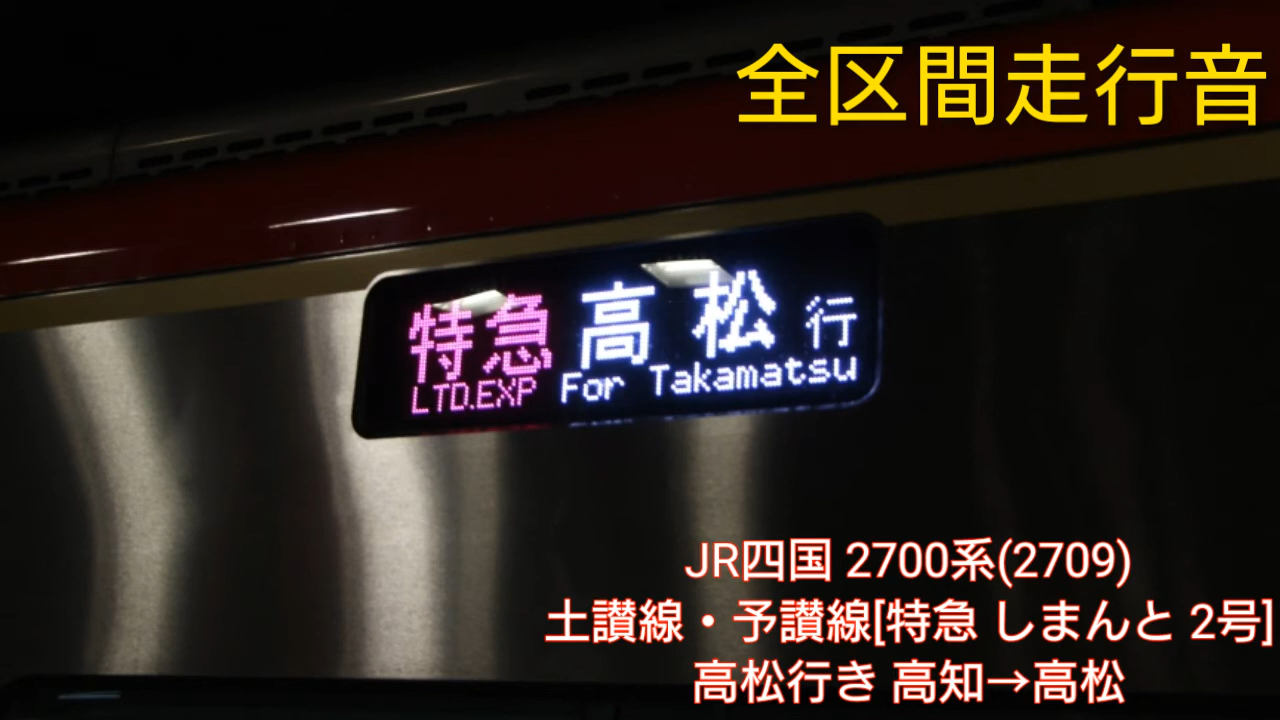 全区間走行音
特急 高松 行
LTD.EXP For Takamatsu
JR四国 2700系(2709)
土讃線・予讃線[特急 しまんと 2号]
高松行き 高知→高松